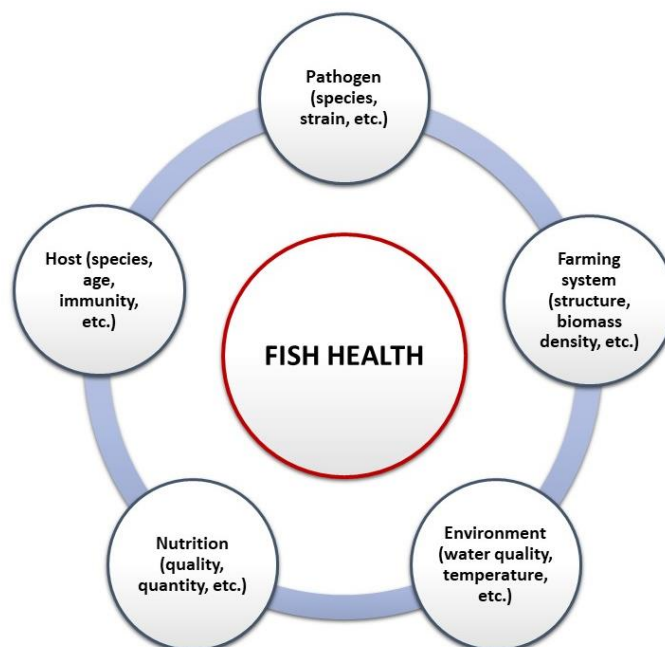 Pathogen
(species,
strain, etc.)
Farming
system
(structure,
biomass
density, etc.)
Environment
(water quality,
temperature,
etc.)
Nutrition
(quality,
quantity, etc.)
Host (species,
age,
immunity,
etc.)
FISH HEALTH